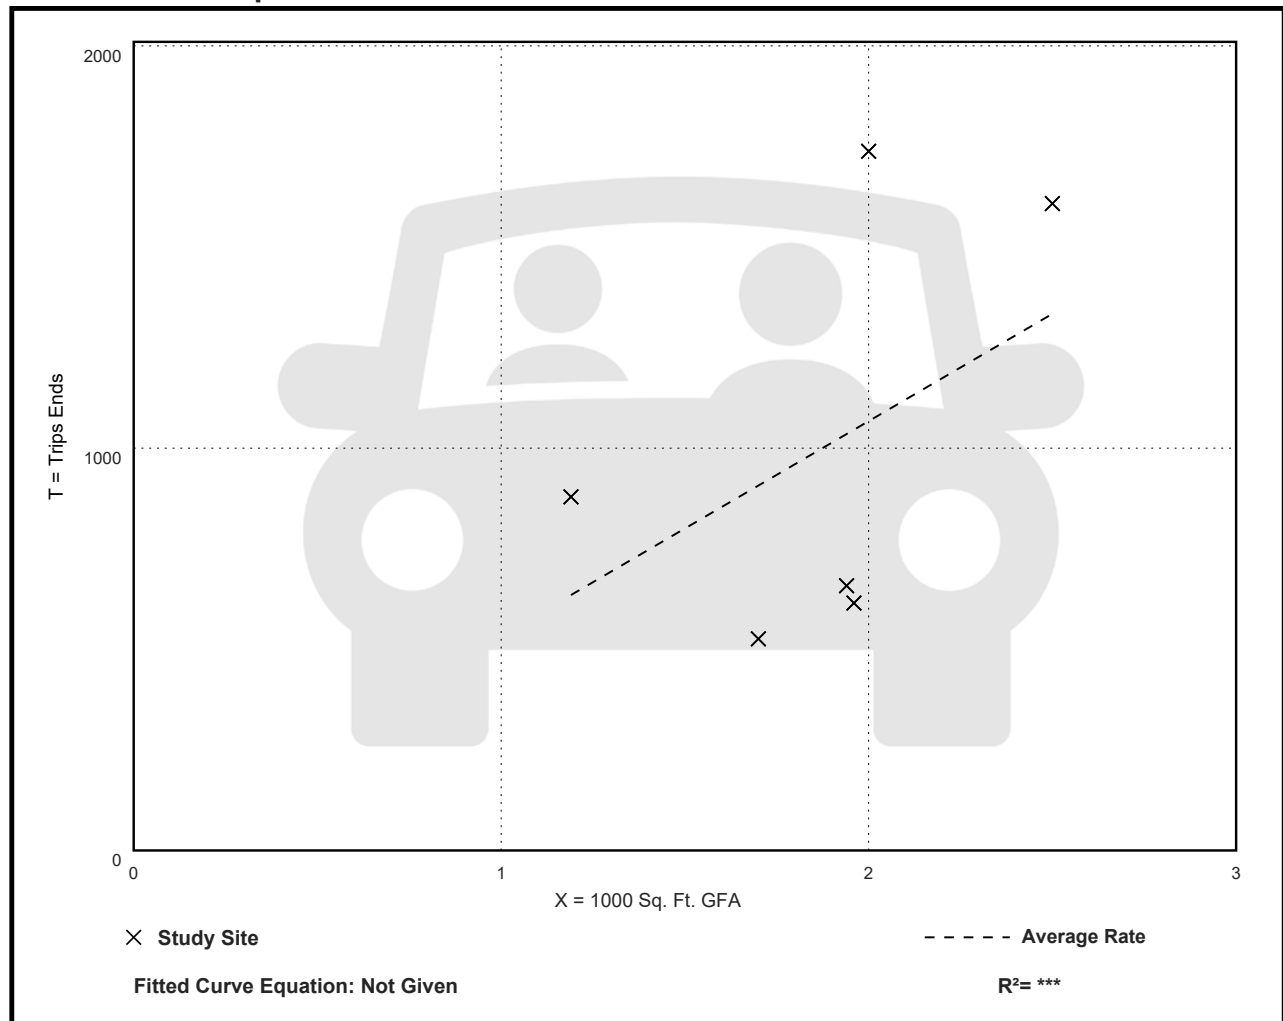 2000
1000
0
T = Trips Ends
0 1 2 3
X = 1000 Sq. Ft. GFA
Study Site Average Rate
Fitted Curve Equation: Not Given R²= ***